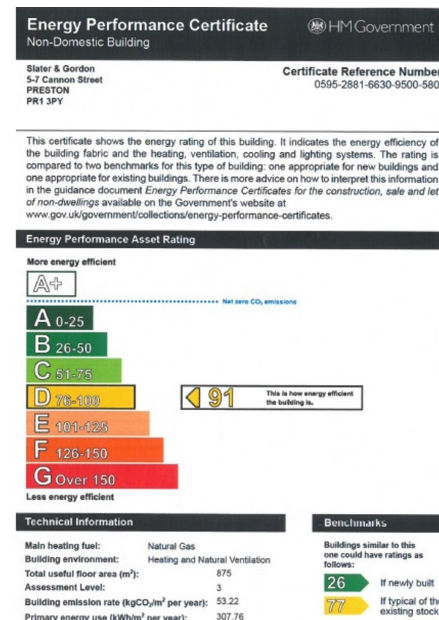 Energy Performance Certificate
HM Government
Non-Domestic Building
Slater & Gordon
5-7 Cannon Street
PRESTON
PR1 3PY
Certificate Reference Number
0595-2881-6630-9500-580
This certificate shows the energy rating of this building. It indicates the energy efficiency of
the building fabric and the heating, ventilation, cooling and lighting systems. The rating is
compared to two benchmarks for this type of building: one appropriate for new buildings and
one appropriate for existing buildings. There is more advice on how to interpret this information
in the guidance document Energy Performance Certificates for the construction, sale and let
of non-dwellings available on the Government's website at
www.gov.uk/government/collections/energy-performance-certificates.
Energy Performance Asset Rating
More energy efficient
A+
Net zero CO₂ emissions
A 0-25
B 26-50
C 51-75
D 76-100
91
This is how energy efficient
the building is.
E 101-125
F 126-150
G Over 150
Less energy efficient
Technical Information
Main heating fuel: Natural Gas
Building environment: Heating and Natural Ventilation
Total useful floor area (m²): 875
Assessment Level: 3
Building emission rate (kgCO₂/m² per year): 53.22
Primary energy use (kWh/m² per year): 307.76
Benchmarks
Buildings similar to this
one could have ratings as
follows:
26 If newly built
77 If typical of the
existing stock